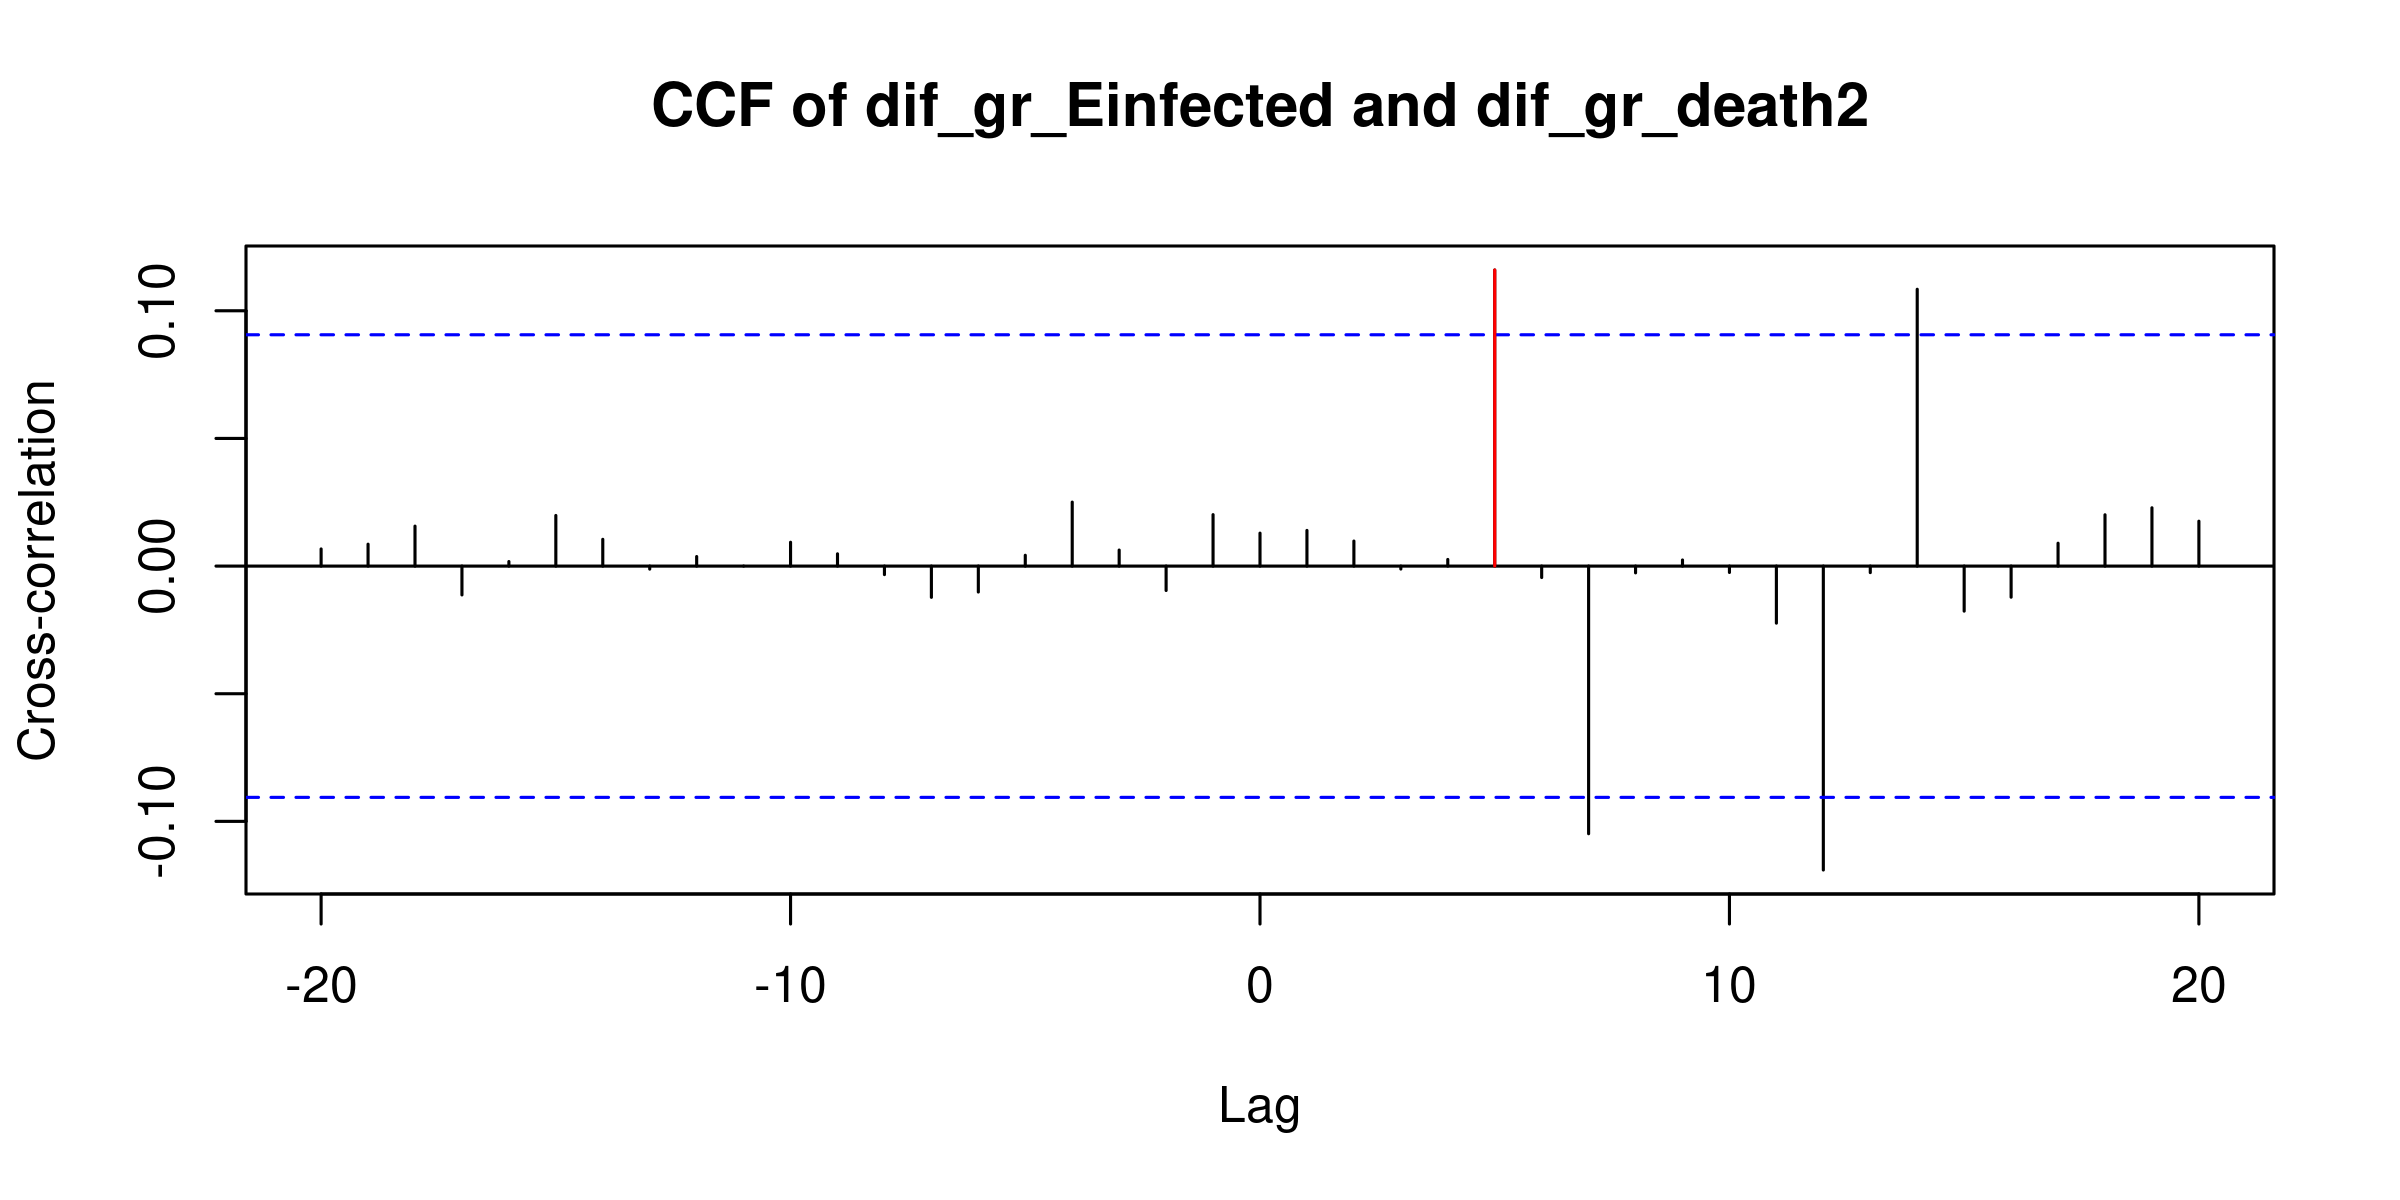 CCF of dif_gr_Einfected and dif_gr_death2
Cross-correlation
0.10
0.00
-0.10
-20 -10 0 10 20
Lag